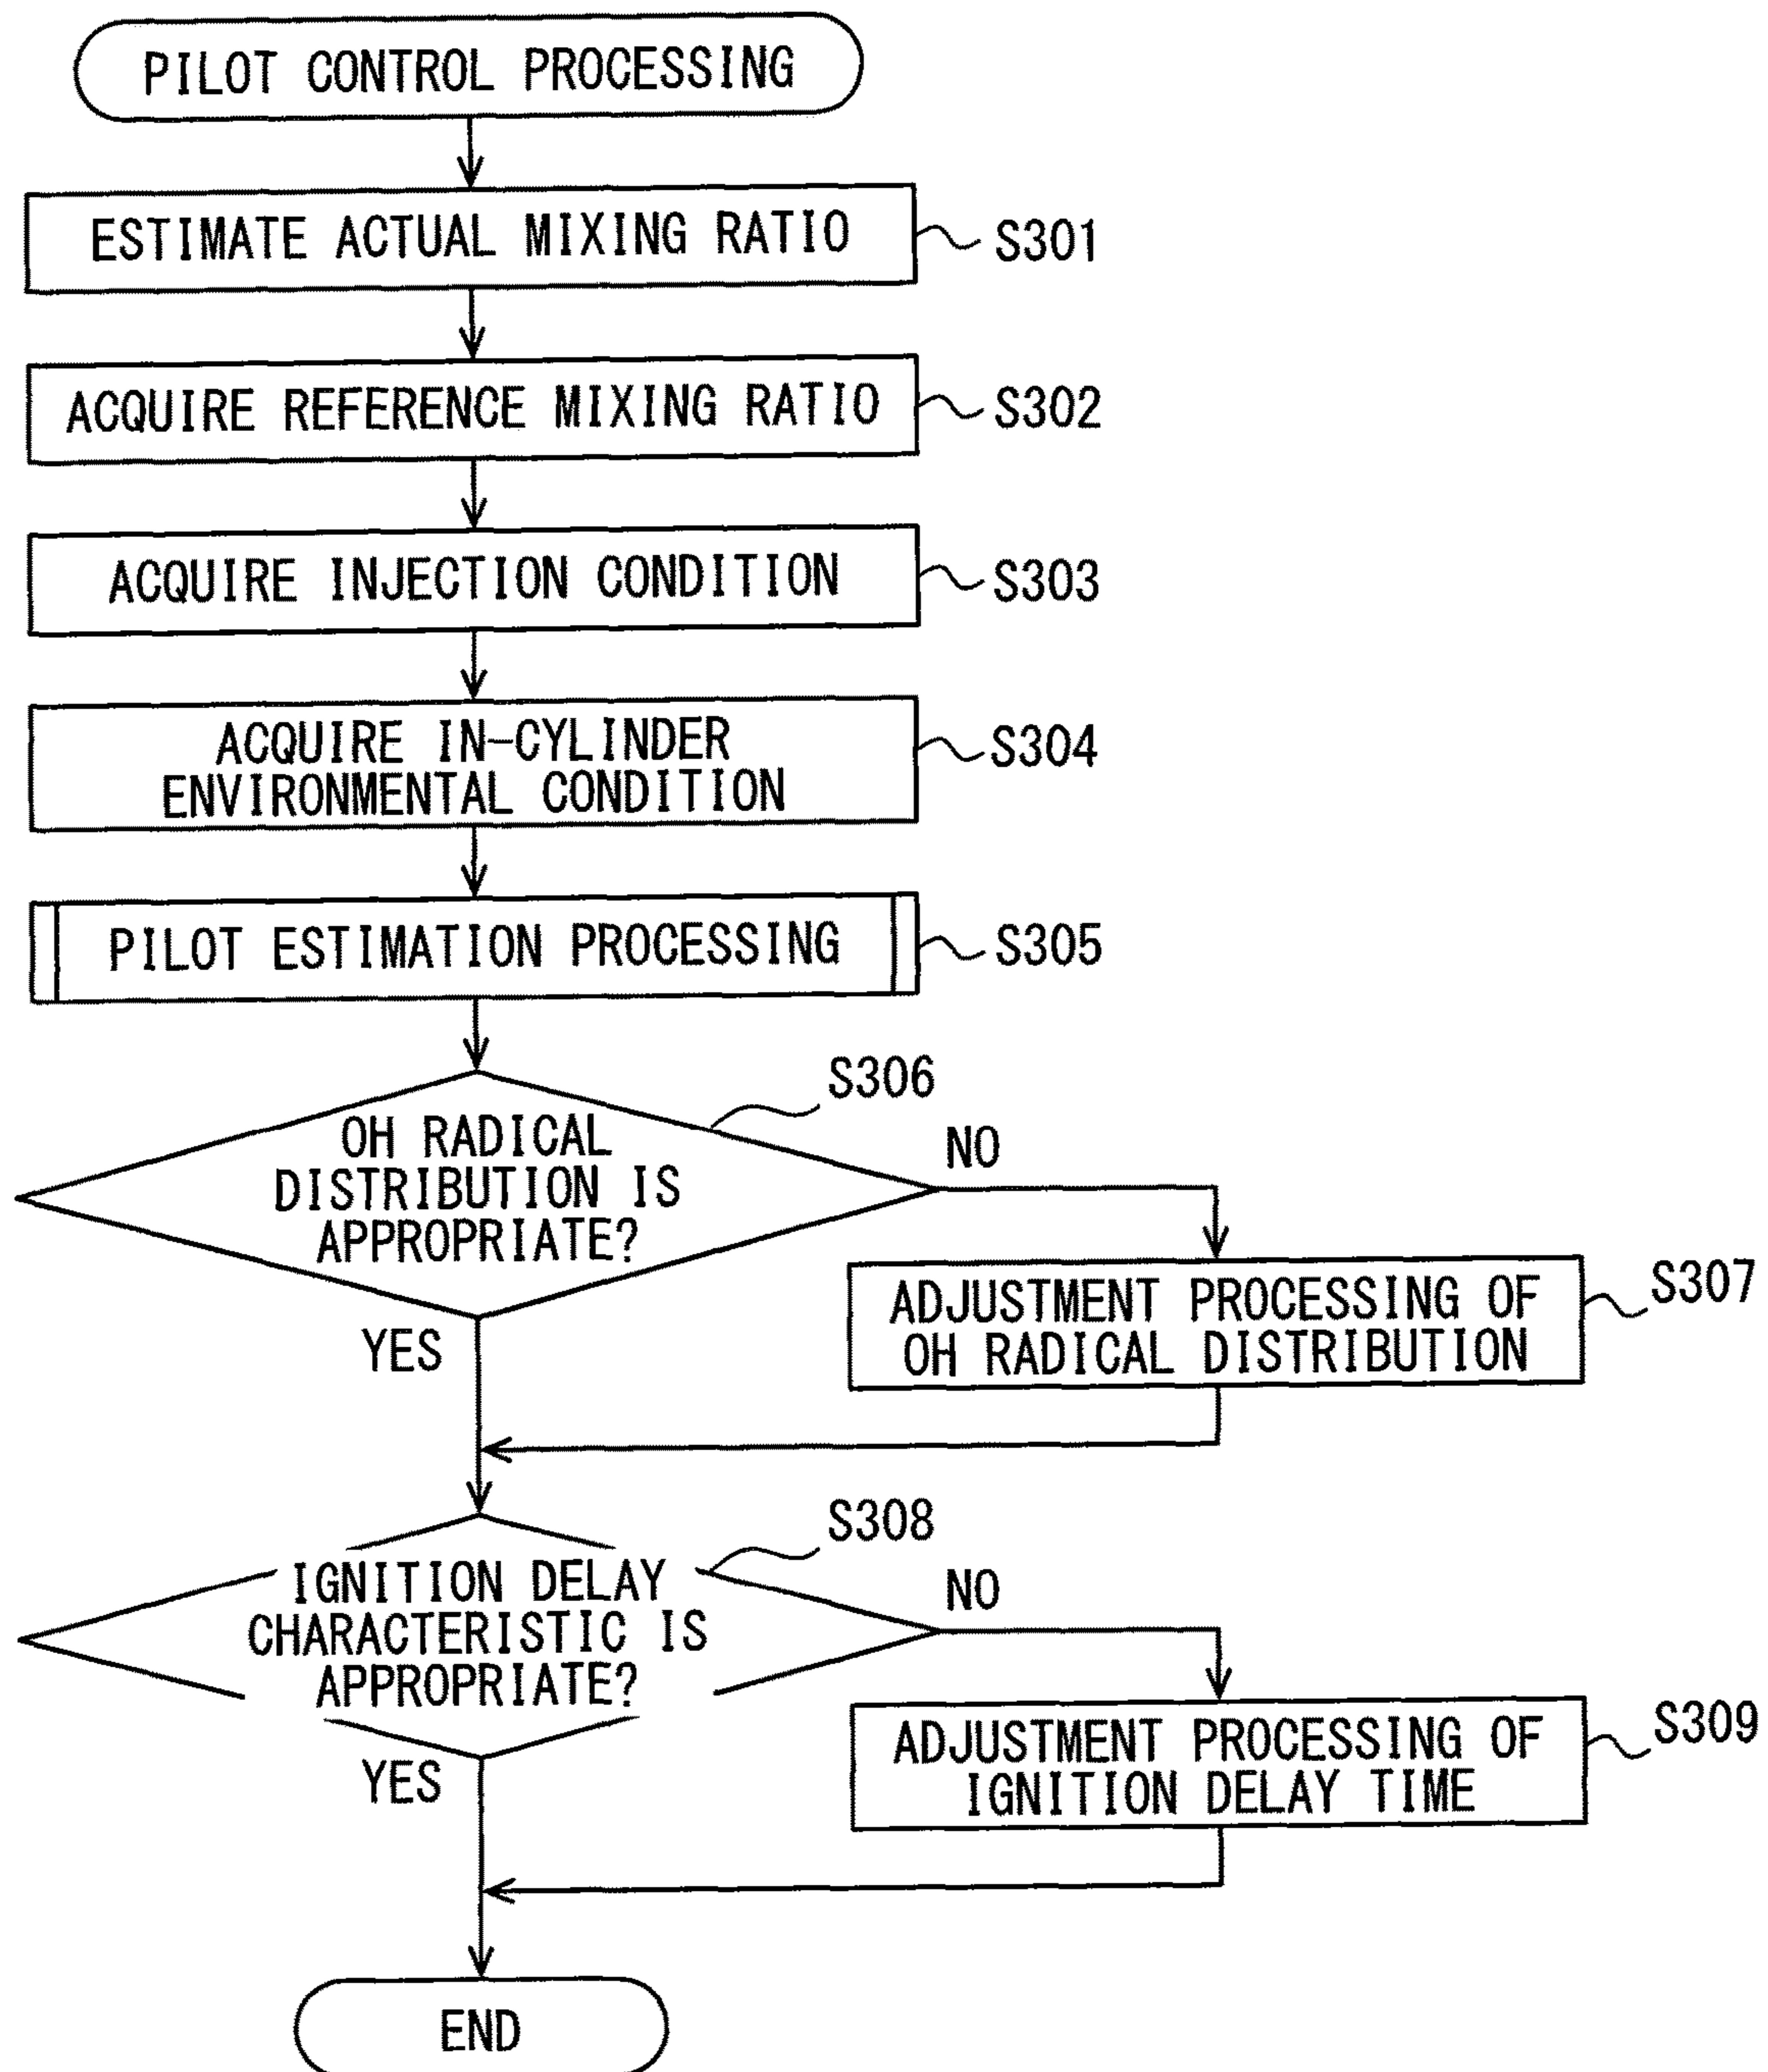 PILOT CONTROL PROCESSING
ESTIMATE ACTUAL MIXING RATIO
S301
ACQUIRE REFERENCE MIXING RATIO
S302
ACQUIRE INJECTION CONDITION
S303
ACQUIRE IN-CYLINDER
ENVIRONMENTAL CONDITION
S304
PILOT ESTIMATION PROCESSING
S305
S306
OH RADICAL
DISTRIBUTION IS
APPROPRIATE?
NO
YES
ADJUSTMENT PROCESSING OF
OH RADICAL DISTRIBUTION
S307
S308
IGNITION DELAY
CHARACTERISTIC IS
APPROPRIATE?
NO
YES
ADJUSTMENT PROCESSING OF
IGNITION DELAY TIME
S309
END